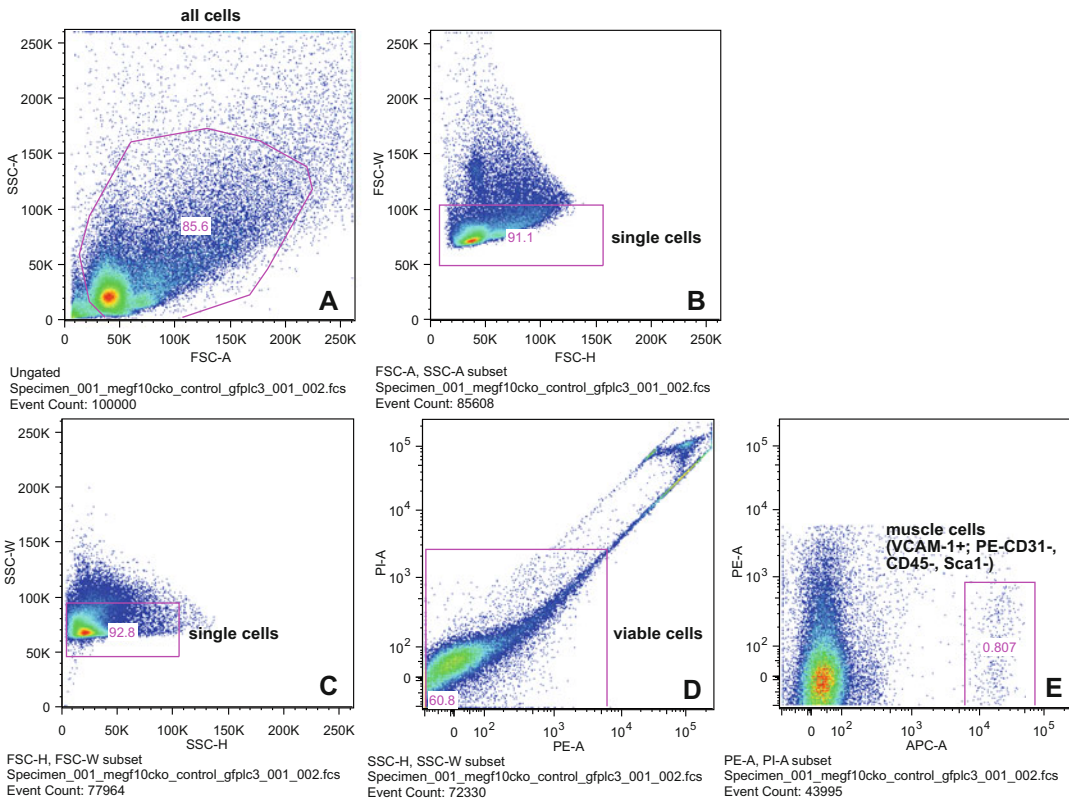 all cells
250K
200K
150K
100K
50K
0
SSC-A
85.6
A
0 50K 100K 150K 200K 250K
FSC-A
Ungated
Specimen_001_megf10cko_control_gfplc3_001_002.fcs
Event Count: 100000
250K
200K
150K
100K
50K
0
FSC-W
91.1
single cells
B
0 50K 100K 150K 200K 250K
FSC-H
FSC-A, SSC-A subset
Specimen_001_megf10cko_control_gfplc3_001_002.fcs
Event Count: 85608
250K
200K
150K
100K
50K
0
SSC-W
92.8
single cells
C
0 50K 100K 150K 200K 250K
SSC-H
FSC-H, FSC-W subset
Specimen_001_megf10cko_control_gfplc3_001_002.fcs
Event Count: 77964
10^5
10^4
10^3
10^2
0
PI-A
viable cells
60.8
D
0 10^2 10^3 10^4 10^5
PE-A
SSC-H, SSC-W subset
Specimen_001_megf10cko_control_gfplc3_001_002.fcs
Event Count: 72330
10^5
10^4
10^3
10^2
0
PE-A
muscle cells
(VCAM-1+; PE-CD31-,
CD45-, Sca1-)
0.807
E
0 10^2 10^3 10^4 10^5
APC-A
PE-A, PI-A subset
Specimen_001_megf10cko_control_gfplc3_001_002.fcs
Event Count: 43995